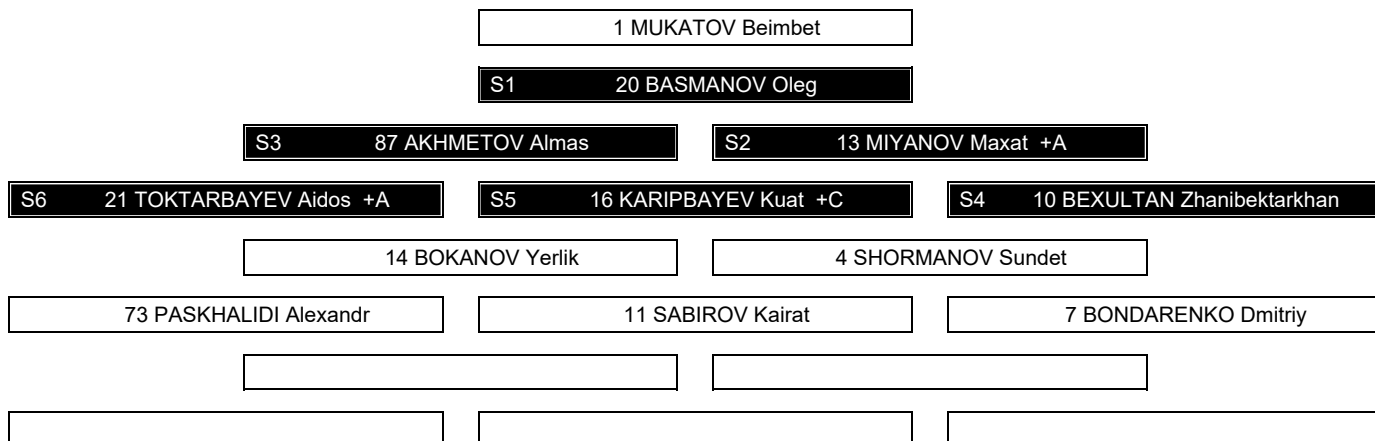 1 MUKATOV Beimbet
S1 20 BASMANOV Oleg
S3 87 AKHMETOV Almas S2 13 MIYANOV Maxat +A
S6 21 TOKTARBAYEV Aidos +A S5 16 KARIPBAYEV Kuat +C S4 10 BEXULTAN Zhanibektarkhan
14 BOKANOV Yerlik 4 SHORMANOV Sundet
73 PASKHALIDI Alexandr 11 SABIROV Kairat 7 BONDARENKO Dmitriy